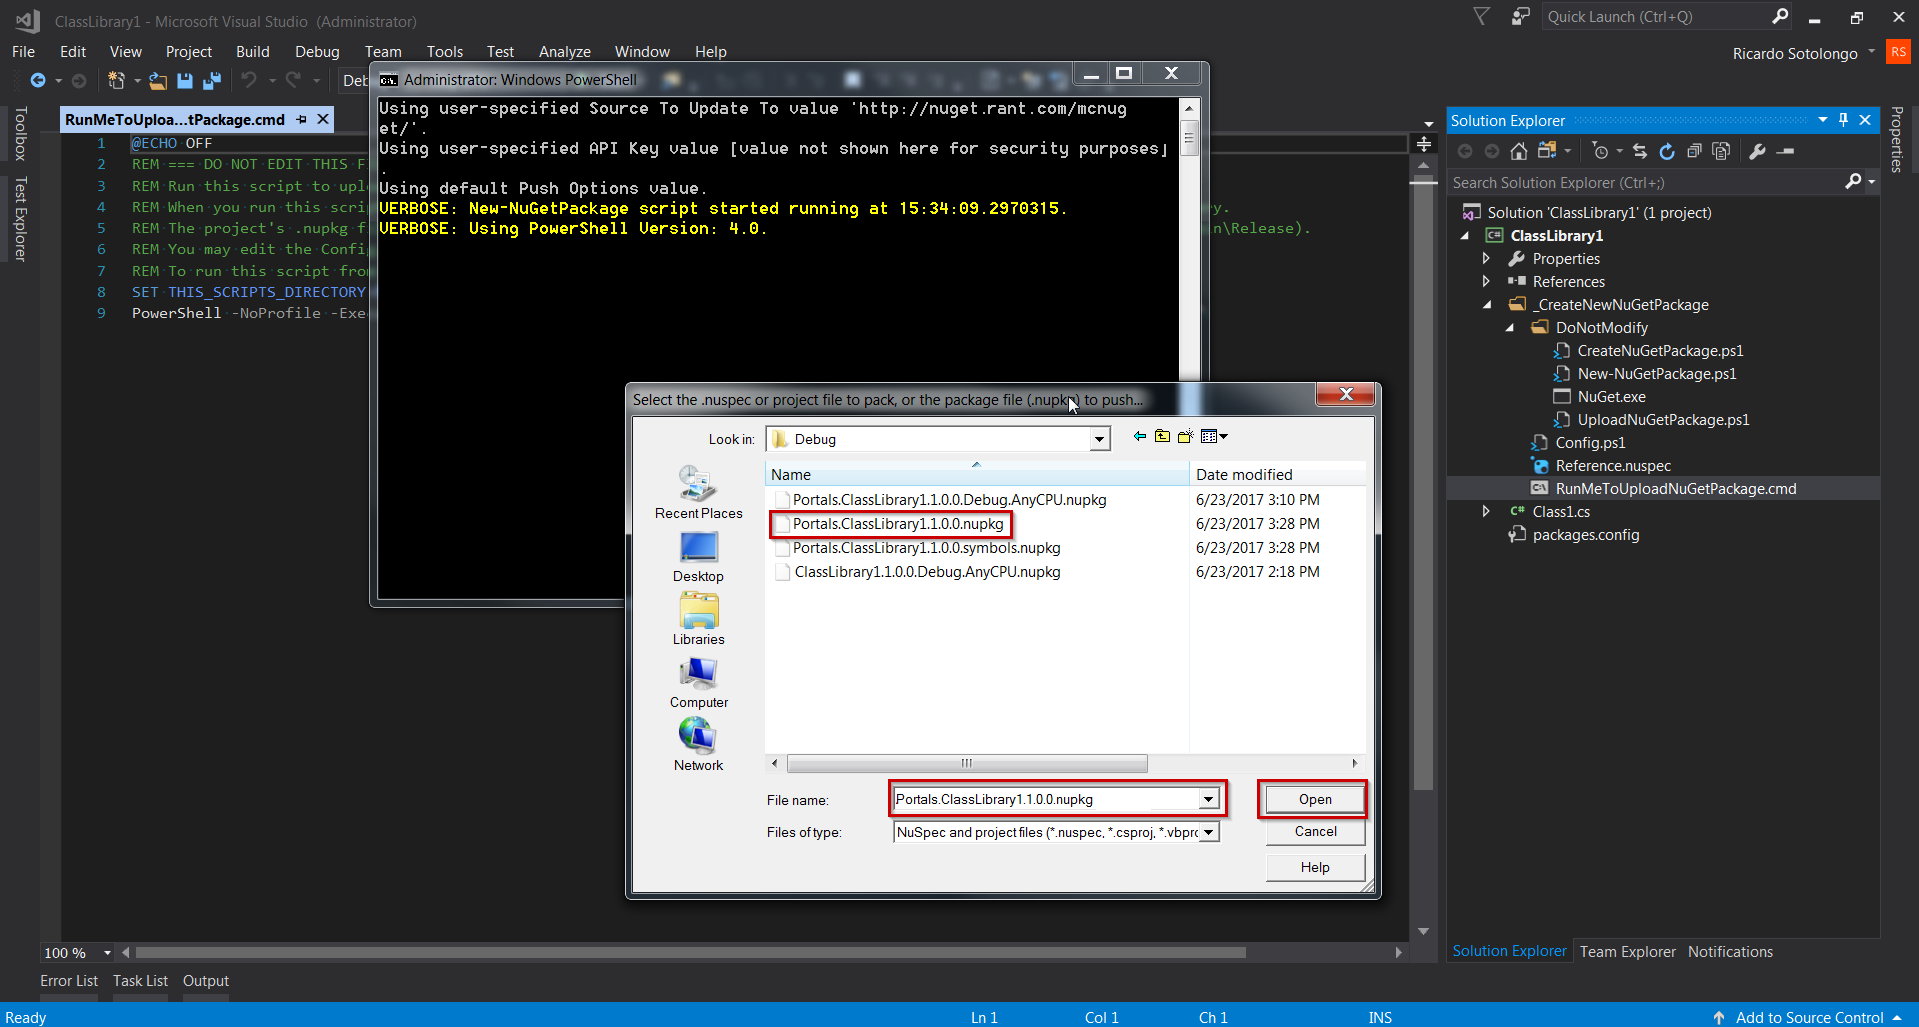 ClassLibrary1 - Microsoft Visual Studio (Administrator)
Quick Launch (Ctrl+Q)
File Edit View Project Build Debug Team Tools Test Analyze Window Help
Ricardo Sotolongo RS
Deb
Administrator: Windows PowerShell
Toolbox
Test Explorer
RunMeToUploa...tPackage.cmd
1 @ECHO OFF
2 REM === DO NOT EDIT THIS F
3 REM Run this script to upl
4 REM When you run this scri
5 REM The project's .nupkg f
6 REM You may edit the Confi
7 REM To run this script fro
8 SET THIS_SCRIPTS_DIRECTORY
9 PowerShell -NoProfile -Exe
y.
n\Release).
Using user-specified Source To Update To value 'http://nuget.rant.com/mcnug
et/'.
Using user-specified API Key value [value not shown here for security purposes]
.
Using default Push Options value.
VERBOSE: New-NuGetPackage script started running at 15:34:09.2970315.
VERBOSE: Using PowerShell Version: 4.0.
Select the .nuspec or project file to pack, or the package file (.nupkg) to push...
Look in: Debug
Recent Places
Desktop
Libraries
Computer
Network
Name Date modified
Portals.ClassLibrary1.1.0.0.Debug.AnyCPU.nupkg 6/23/2017 3:10 PM
Portals.ClassLibrary1.1.0.0.nupkg 6/23/2017 3:28 PM
Portals.ClassLibrary1.1.0.0.symbols.nupkg 6/23/2017 3:28 PM
ClassLibrary1.1.0.0.Debug.AnyCPU.nupkg 6/23/2017 2:18 PM
File name: Portals.ClassLibrary1.1.0.0.nupkg Open
Files of type: NuSpec and project files (*.nuspec, *.csproj, *.vbprc Cancel
Help
Solution Explorer
Properties
Search Solution Explorer (Ctrl+;)
Solution 'ClassLibrary1' (1 project)
C# ClassLibrary1
Properties
References
_CreateNewNuGetPackage
DoNotModify
CreateNuGetPackage.ps1
New-NuGetPackage.ps1
NuGet.exe
UploadNuGetPackage.ps1
Config.ps1
Reference.nuspec
RunMeToUploadNuGetPackage.cmd
C# Class1.cs
packages.config
Solution Explorer Team Explorer Notifications
100 %
Error List Task List Output
Ready Ln 1 Col 1 Ch 1 INS Add to Source Control